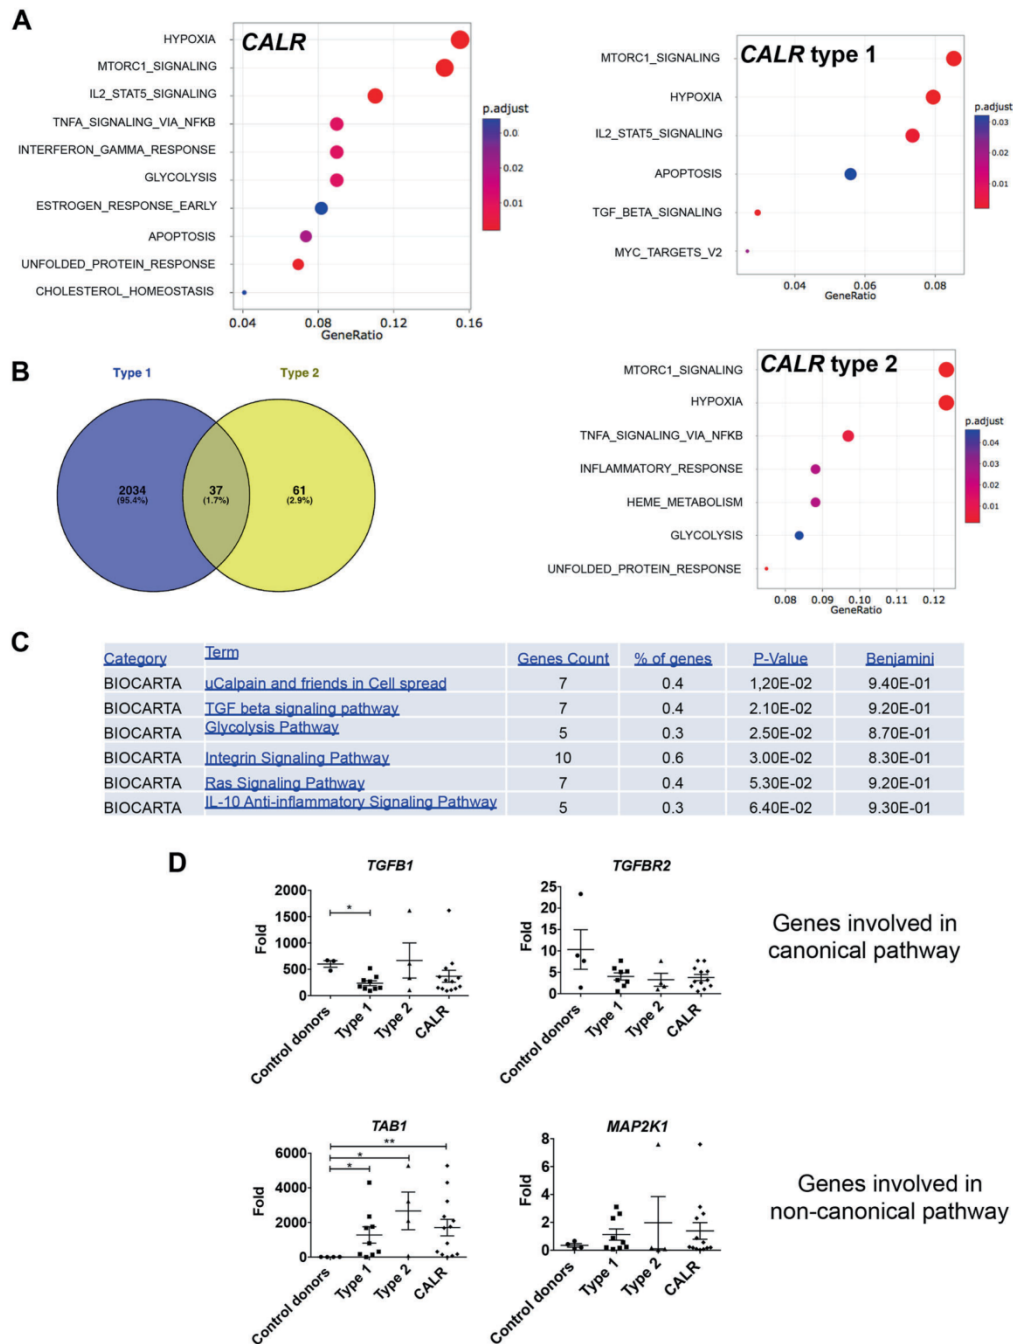 A
CALR
HYPOXIA
MTORC1_SIGNALING
IL2_STAT5_SIGNALING
TNFA_SIGNALING_VIA_NFKB
INTERFERON_GAMMA_RESPONSE
GLYCOLYSIS
ESTROGEN_RESPONSE_EARLY
APOPTOSIS
UNFOLDED_PROTEIN_RESPONSE
CHOLESTEROL_HOMEOSTASIS
0.04 0.08 0.12 0.16
GeneRatio
p.adjust
0.0
0.02
0.01
CALR type 1
MTORC1_SIGNALING
HYPOXIA
IL2_STAT5_SIGNALING
APOPTOSIS
TGF_BETA_SIGNALING
MYC_TARGETS_V2
0.04 0.06 0.08
GeneRatio
p.adjust
0.03
0.02
0.01
B
Type 1 Type 2
2034 37 61
(95.4%) (1.7%) (2.9%)
CALR type 2
MTORC1_SIGNALING
HYPOXIA
TNFA_SIGNALING_VIA_NFKB
INFLAMMATORY_RESPONSE
HEME_METABOLISM
GLYCOLYSIS
UNFOLDED_PROTEIN_RESPONSE
0.08 0.09 0.10 0.11 0.12
GeneRatio
p.adjust
0.04
0.03
0.02
0.01
C
Category Term Genes Count % of genes P-Value Benjamini
BIOCARTA uCalpain and friends in Cell spread 7 0.4 1,20E-02 9.40E-01
BIOCARTA TGF beta signaling pathway 7 0.4 2.10E-02 9.20E-01
BIOCARTA Glycolysis Pathway 5 0.3 2.50E-02 8.70E-01
BIOCARTA Integrin Signaling Pathway 10 0.6 3.00E-02 8.30E-01
BIOCARTA Ras Signaling Pathway 7 0.4 5.30E-02 9.20E-01
BIOCARTA IL-10 Anti-inflammatory Signaling Pathway 5 0.3 6.40E-02 9.30E-01
D
TGFB1
Fold
2000
1500
1000
500
0
*
Control donors Type 1 Type 2 CALR
TGFBR2
Fold
25
20
15
10
5
0
Control donors Type 1 Type 2 CALR
Genes involved in
canonical pathway
TAB1
Fold
6000
4000
2000
0
**
*
*
Control donors Type 1 Type 2 CALR
MAP2K1
Fold
8
6
4
2
0
Control donors Type 1 Type 2 CALR
Genes involved in
non-canonical pathway